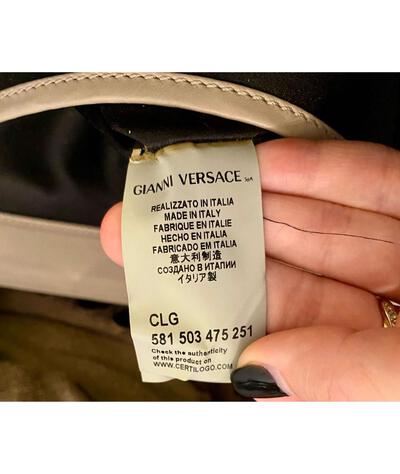 GIANNI VERSACE SpA
REALIZZATO IN ITALIA
MADE IN ITALY
FABRIQUE EN ITALIE
HECHO EN ITALIA
FABRICADO EM ITALIA
意大利制造
СОЗДАНО В ИТАЛИИ
イタリア製
CLG
581 503 475 251
Check the authenticity
of this product on
WWW.CERTILOGO.COM